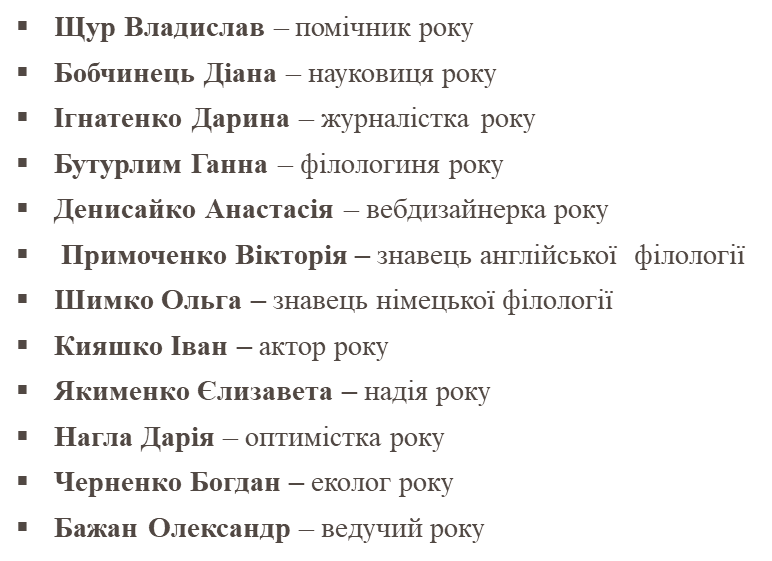 ▪ Щур Владислав – помічник року
▪ Бобчинець Діана – науковиця року
▪ Ігнатенко Дарина – журналістка року
▪ Бутурлим Ганна – філологиня року
▪ Денисайко Анастасія – вебдизайнерка року
▪ Примоченко Вікторія – знавець англійської філології
▪ Шимко Ольга – знавець німецької філології
▪ Кияшко Іван – актор року
▪ Якименко Єлизавета – надія року
▪ Нагла Дарія – оптимістка року
▪ Черненко Богдан – еколог року
▪ Бажан Олександр – ведучий року